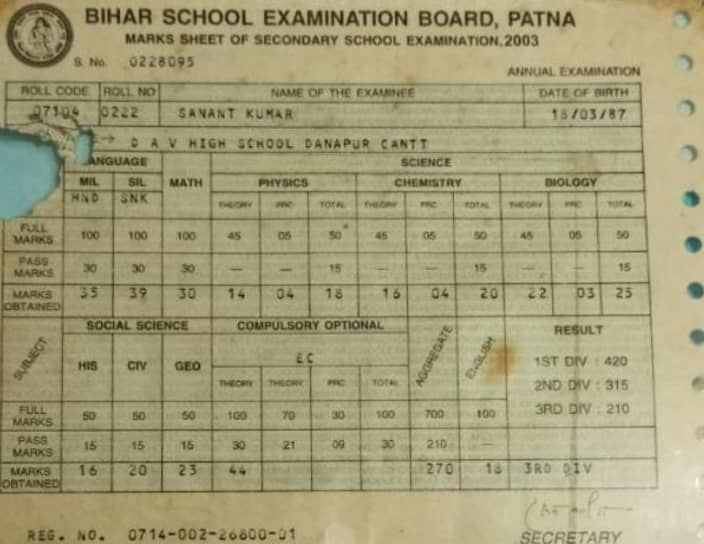 BIHAR SCHOOL EXAMINATION BOARD, PATNA
MARKS SHEET OF SECONDARY SCHOOL EXAMINATION, 2003
S. No. 0228095
ANNUAL EXAMINATION
ROLL CODE ROLL NO NAME OF THE EXAMINEE DATE OF BIRTH
07104 0222 SANANT KUMAR 18/03/87
D A V HIGH SCHOOL DANAPUR CANTT
ANGUAGE SCIENCE
MIL SIL MATH PHYSICS CHEMISTRY BIOLOGY
HND SNK THEORY PRC TOTAL THEORY PRC TOTAL THEORY PRC TOTAL
FULL MARKS 100 100 100 45 05 50 45 05 50 45 05 50
PASS MARKS 30 30 30 — — 15 — — 15 — — 15
MARKS OBTAINED 35 39 30 14 04 18 16 04 20 22 03 25
SUBJECT SOCIAL SCIENCE COMPULSORY OPTIONAL AGGREGATE ENGLISH RESULT
HIS CIV GEO EC 1ST DIV : 420
THEORY THEORY PRC TOTAL 2ND DIV : 315
FULL MARKS 50 50 50 100 70 30 100 700 100 3RD DIV : 210
PASS MARKS 15 15 15 30 21 09 30 210 —
MARKS OBTAINED 16 20 23 44 270 18 3RD DIV
REG. NO. 0714-002-26800-01
SECRETARY